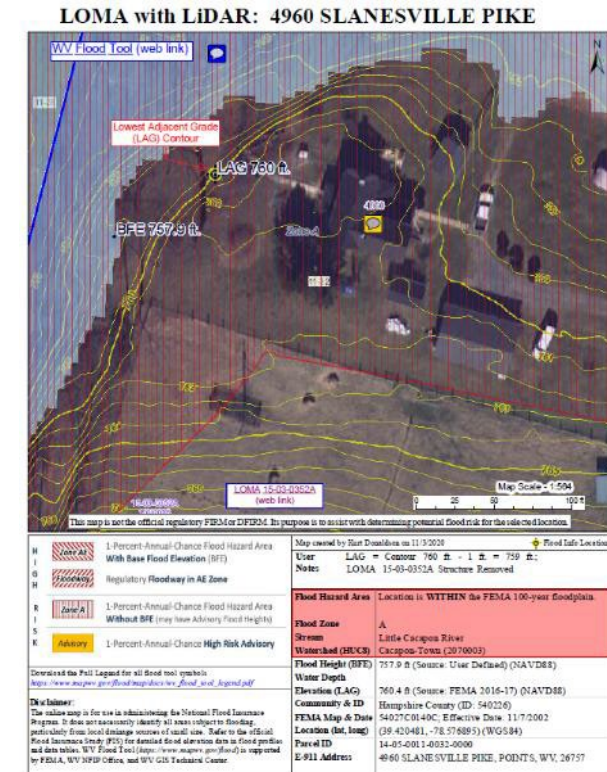 LOMA with LiDAR: 4960 SLANESVILLE PIKE
WV Flood Tool (web link)
N
Lowest Adjacent Grade
(LAG) Contour
LAG 760 ft.
BFE 757.9 ft.
Zone A
LOMA 15-03-0352A
(web link)
Map Scale - 1:564
0 25 50 100 ft
This map is not the official regulatory FIRM or DFIRM. Its purpose is to assist with determining potential flood risk for the selected location.
HIGH RISK
Zone AE
1-Percent-Annual-Chance Flood Hazard Area
With Base Flood Elevation (BFE)
Floodway
Regulatory Floodway in AE Zone
Zone A
1-Percent-Annual-Chance Flood Hazard Area
Without BFE (may have Advisory Flood Heights)
Advisory
1-Percent-Annual-Chance High Risk Advisory
Download the Full Legend for all flood tool symbols
https://www.mapwv.gov/flood/map/docs/wv_flood_tool_legend.pdf
Disclaimer:
The online map is for use in administering the National Flood Insurance
Program. It does not necessarily identify all areas subject to flooding,
particularly from local drainage sources of small size. Refer to the official
Flood Insurance Study (FIS) for detailed flood elevation data in flood profiles
and data tables. WV Flood Tool (https://www.mapwv.gov/flood) is supported
by FEMA, WV NFIP Office, and WV GIS Technical Center.
Map created by Kurt Donaldson on 11/3/2020
Flood Info Location
User Notes
LAG = Contour 760 ft. - 1 ft. = 759 ft.;
LOMA 15-03-0352A Structure Removed
Flood Hazard Area Location is WITHIN the FEMA 100-year floodplain.
Flood Zone A
Stream Little Cacapon River
Watershed (HUC8) Cacapon-Town (2070003)
Flood Height (BFE) 757.9 ft (Source: User Defined) (NAVD88)
Water Depth
Elevation (LAG) 760.4 ft (Source: FEMA 2016-17) (NAVD88)
Community & ID Hampshire County (ID: 540226)
FEMA Map & Date 54027C0140C; Effective Date: 11/7/2002
Location (lat, long) (39.420481, -78.576895) (WGS84)
Parcel ID 14-05-0011-0032-0000
E-911 Address 4960 SLANESVILLE PIKE, POINTS, WV, 26757